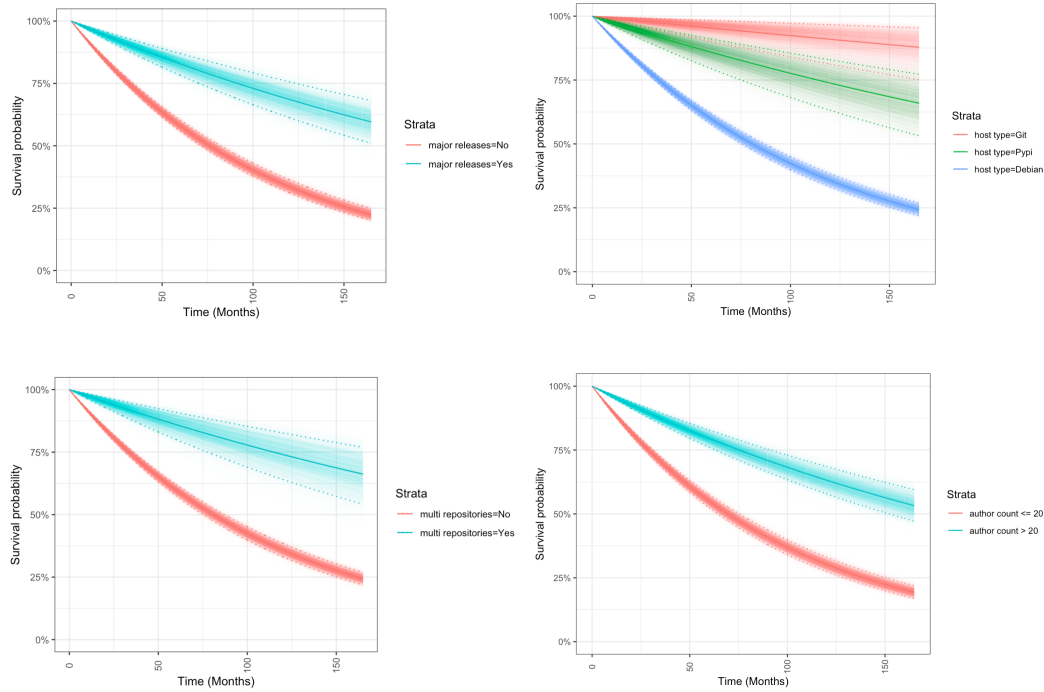 100%
75%
50%
25%
0%
Survival probability
0
50
100
150
Time (Months)
Strata
major releases=No
major releases=Yes
100%
75%
50%
25%
0%
Survival probability
0
50
100
150
Time (Months)
Strata
host type=Git
host type=Pypi
host type=Debian
100%
75%
50%
25%
0%
Survival probability
0
50
100
150
Time (Months)
Strata
multi repositories=No
multi repositories=Yes
100%
75%
50%
25%
0%
Survival probability
0
50
100
150
Time (Months)
Strata
author count <= 20
author count > 20